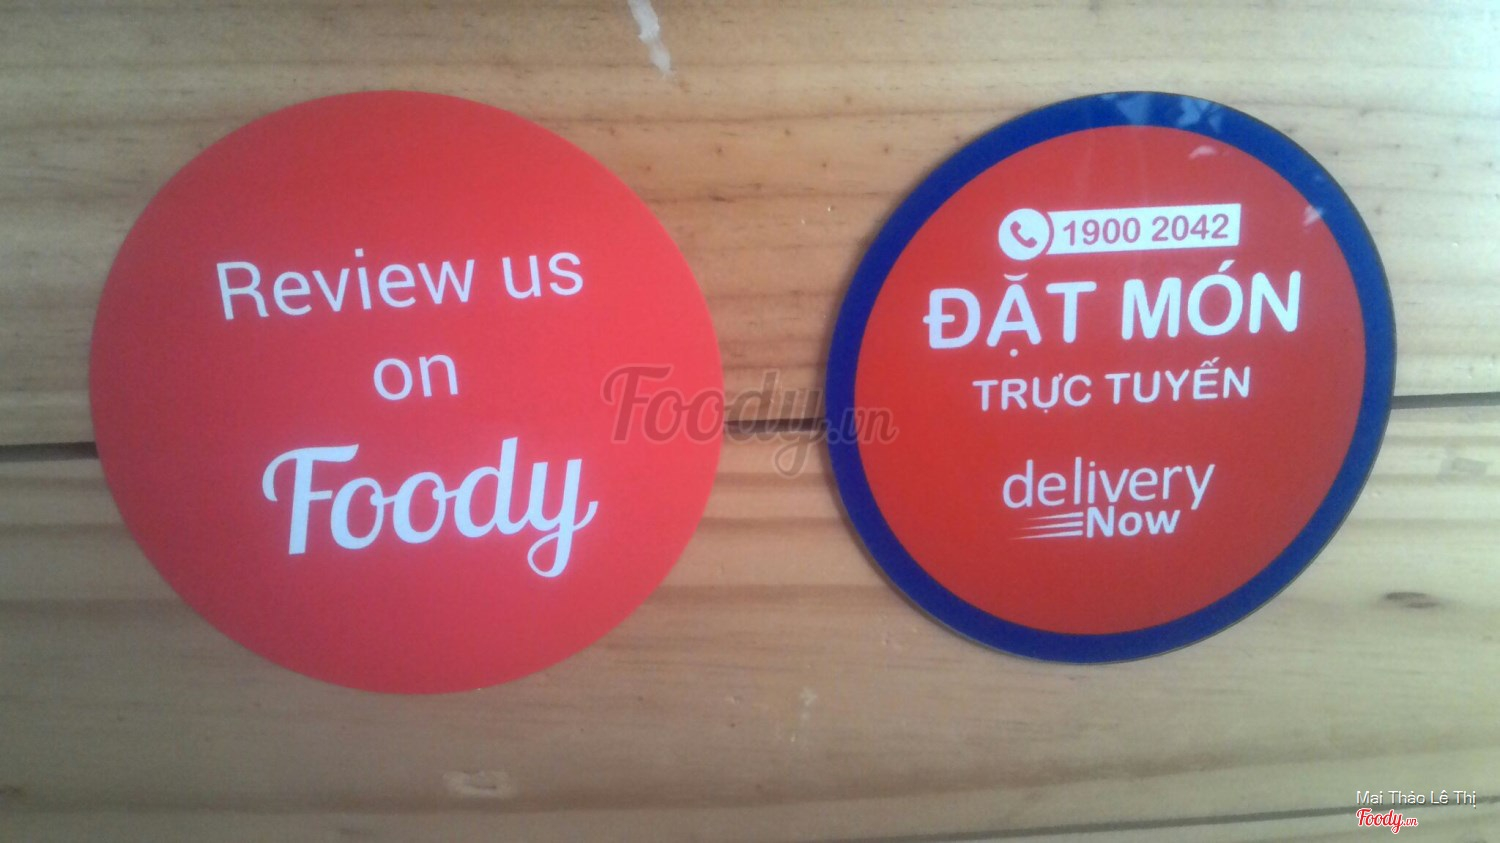 Review us
on
Foody
1900 2042
ĐẶT MÓN
TRỰC TUYẾN
delivery
Now
Foody.vn
Mai Thảo Lê Thị
Foody.vn